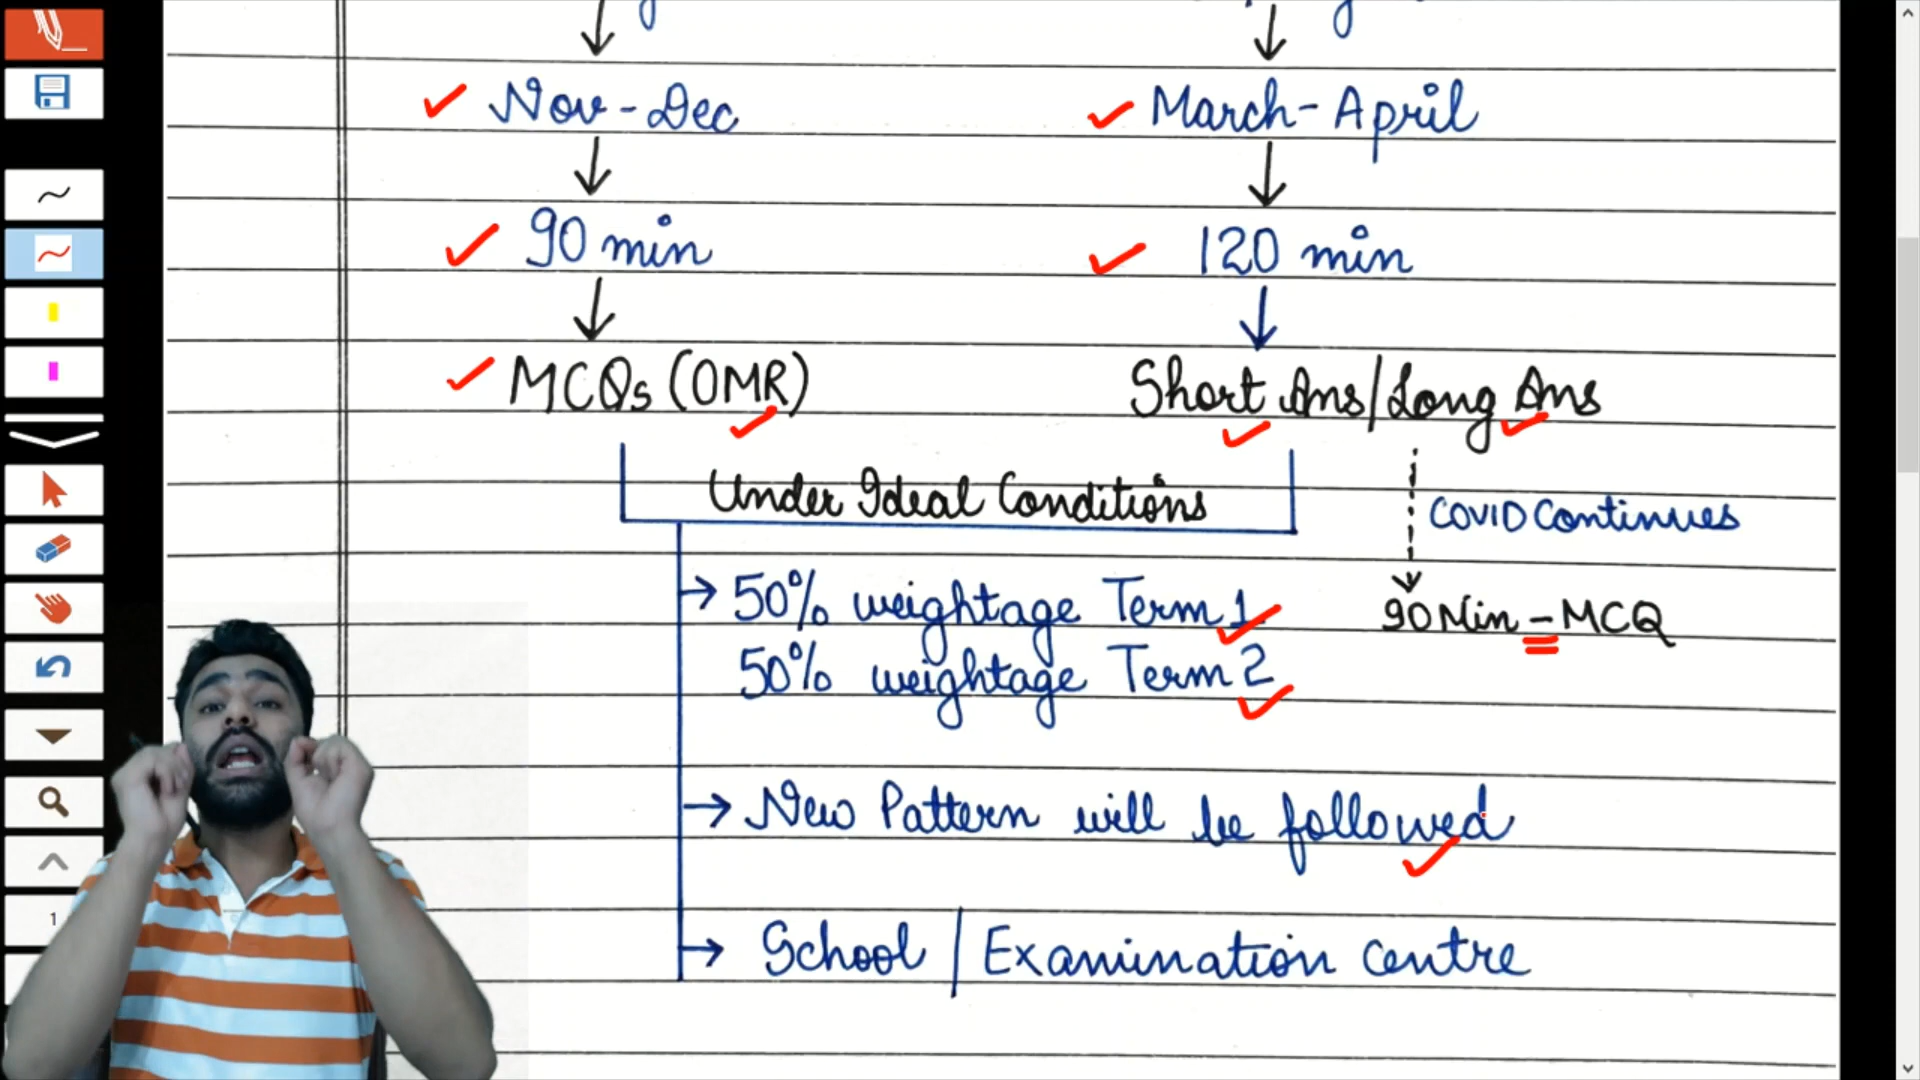 Nov-Dec
March-April
90 min
120 min
MCQs (OMR)
Short Ans/Long Ans
Under Ideal Conditions
COVID Continues
→ 50% weightage Term 1
90 Min - MCQ
50% weightage Term 2
→ New Pattern will be followed
→ School / Examination centre
1